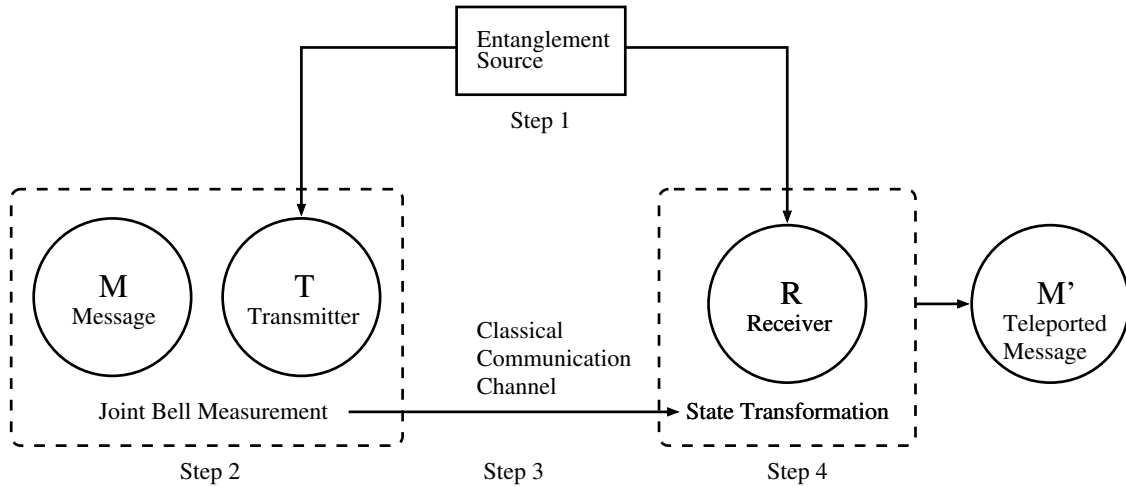 Entanglement
Source
Step 1
M
Message
T
Transmitter
Joint Bell Measurement
Step 2
Classical
Communication
Channel
Step 3
R
Receiver
State Transformation
Step 4
M'
Teleported
Message